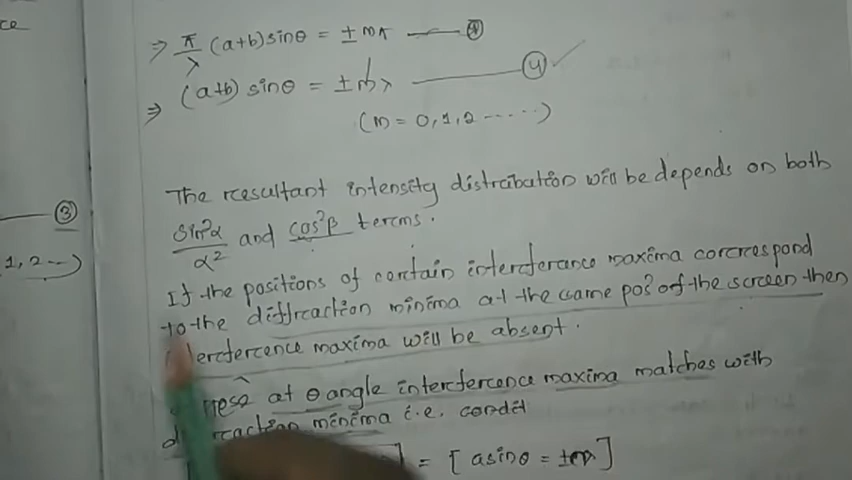 ce
⇒ π/λ (a+b) sinθ = ±mπ —— ④
⇒ (a+b) sinθ = ±mλ —— ④ ✓
(m = 0, 1, 2 .....)
The resultant intensity distribution will be depends on both
—— ③
sin²α/α² and cos²β terms.
1, 2 --)
If the positions of certain interference maxima correspond
to the diffraction minima at the same pos? of the screen then
interference maxima will be absent.
at θ angle interference maxima matches with
diffraction minima i.e. condit
] = [asinθ = ±